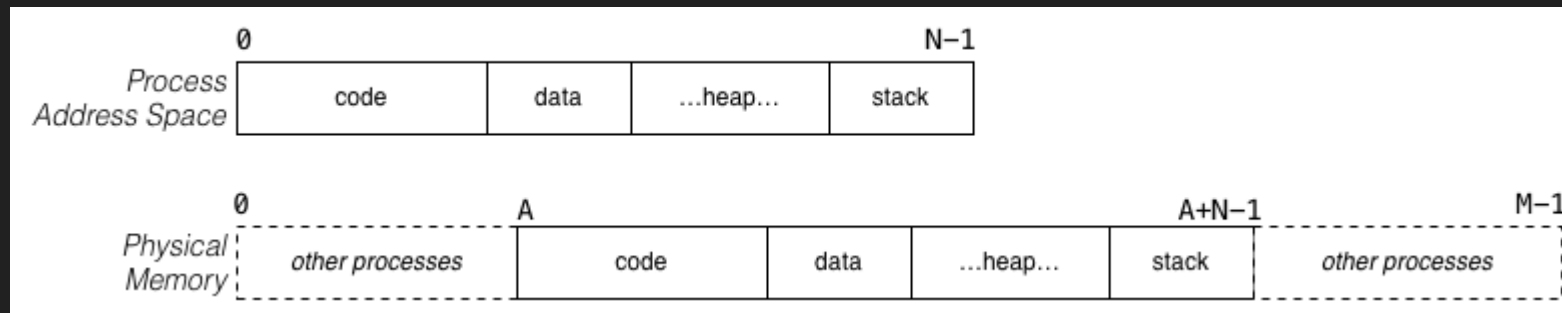 0 N−1
Process
Address Space
code data ...heap... stack
0 A A+N−1 M−1
Physical
Memory
other processes code data ...heap... stack other processes